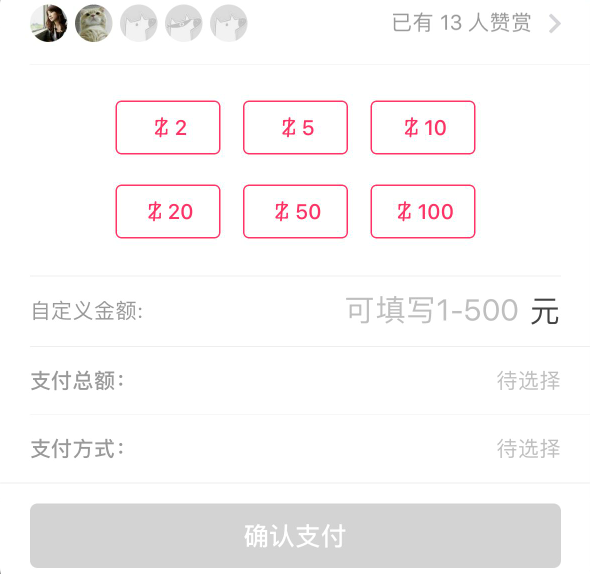 已有 13 人赞赏
2 5 10
20 50 100
自定义金额: 可填写1-500 元
支付总额: 待选择
支付方式: 待选择
确认支付